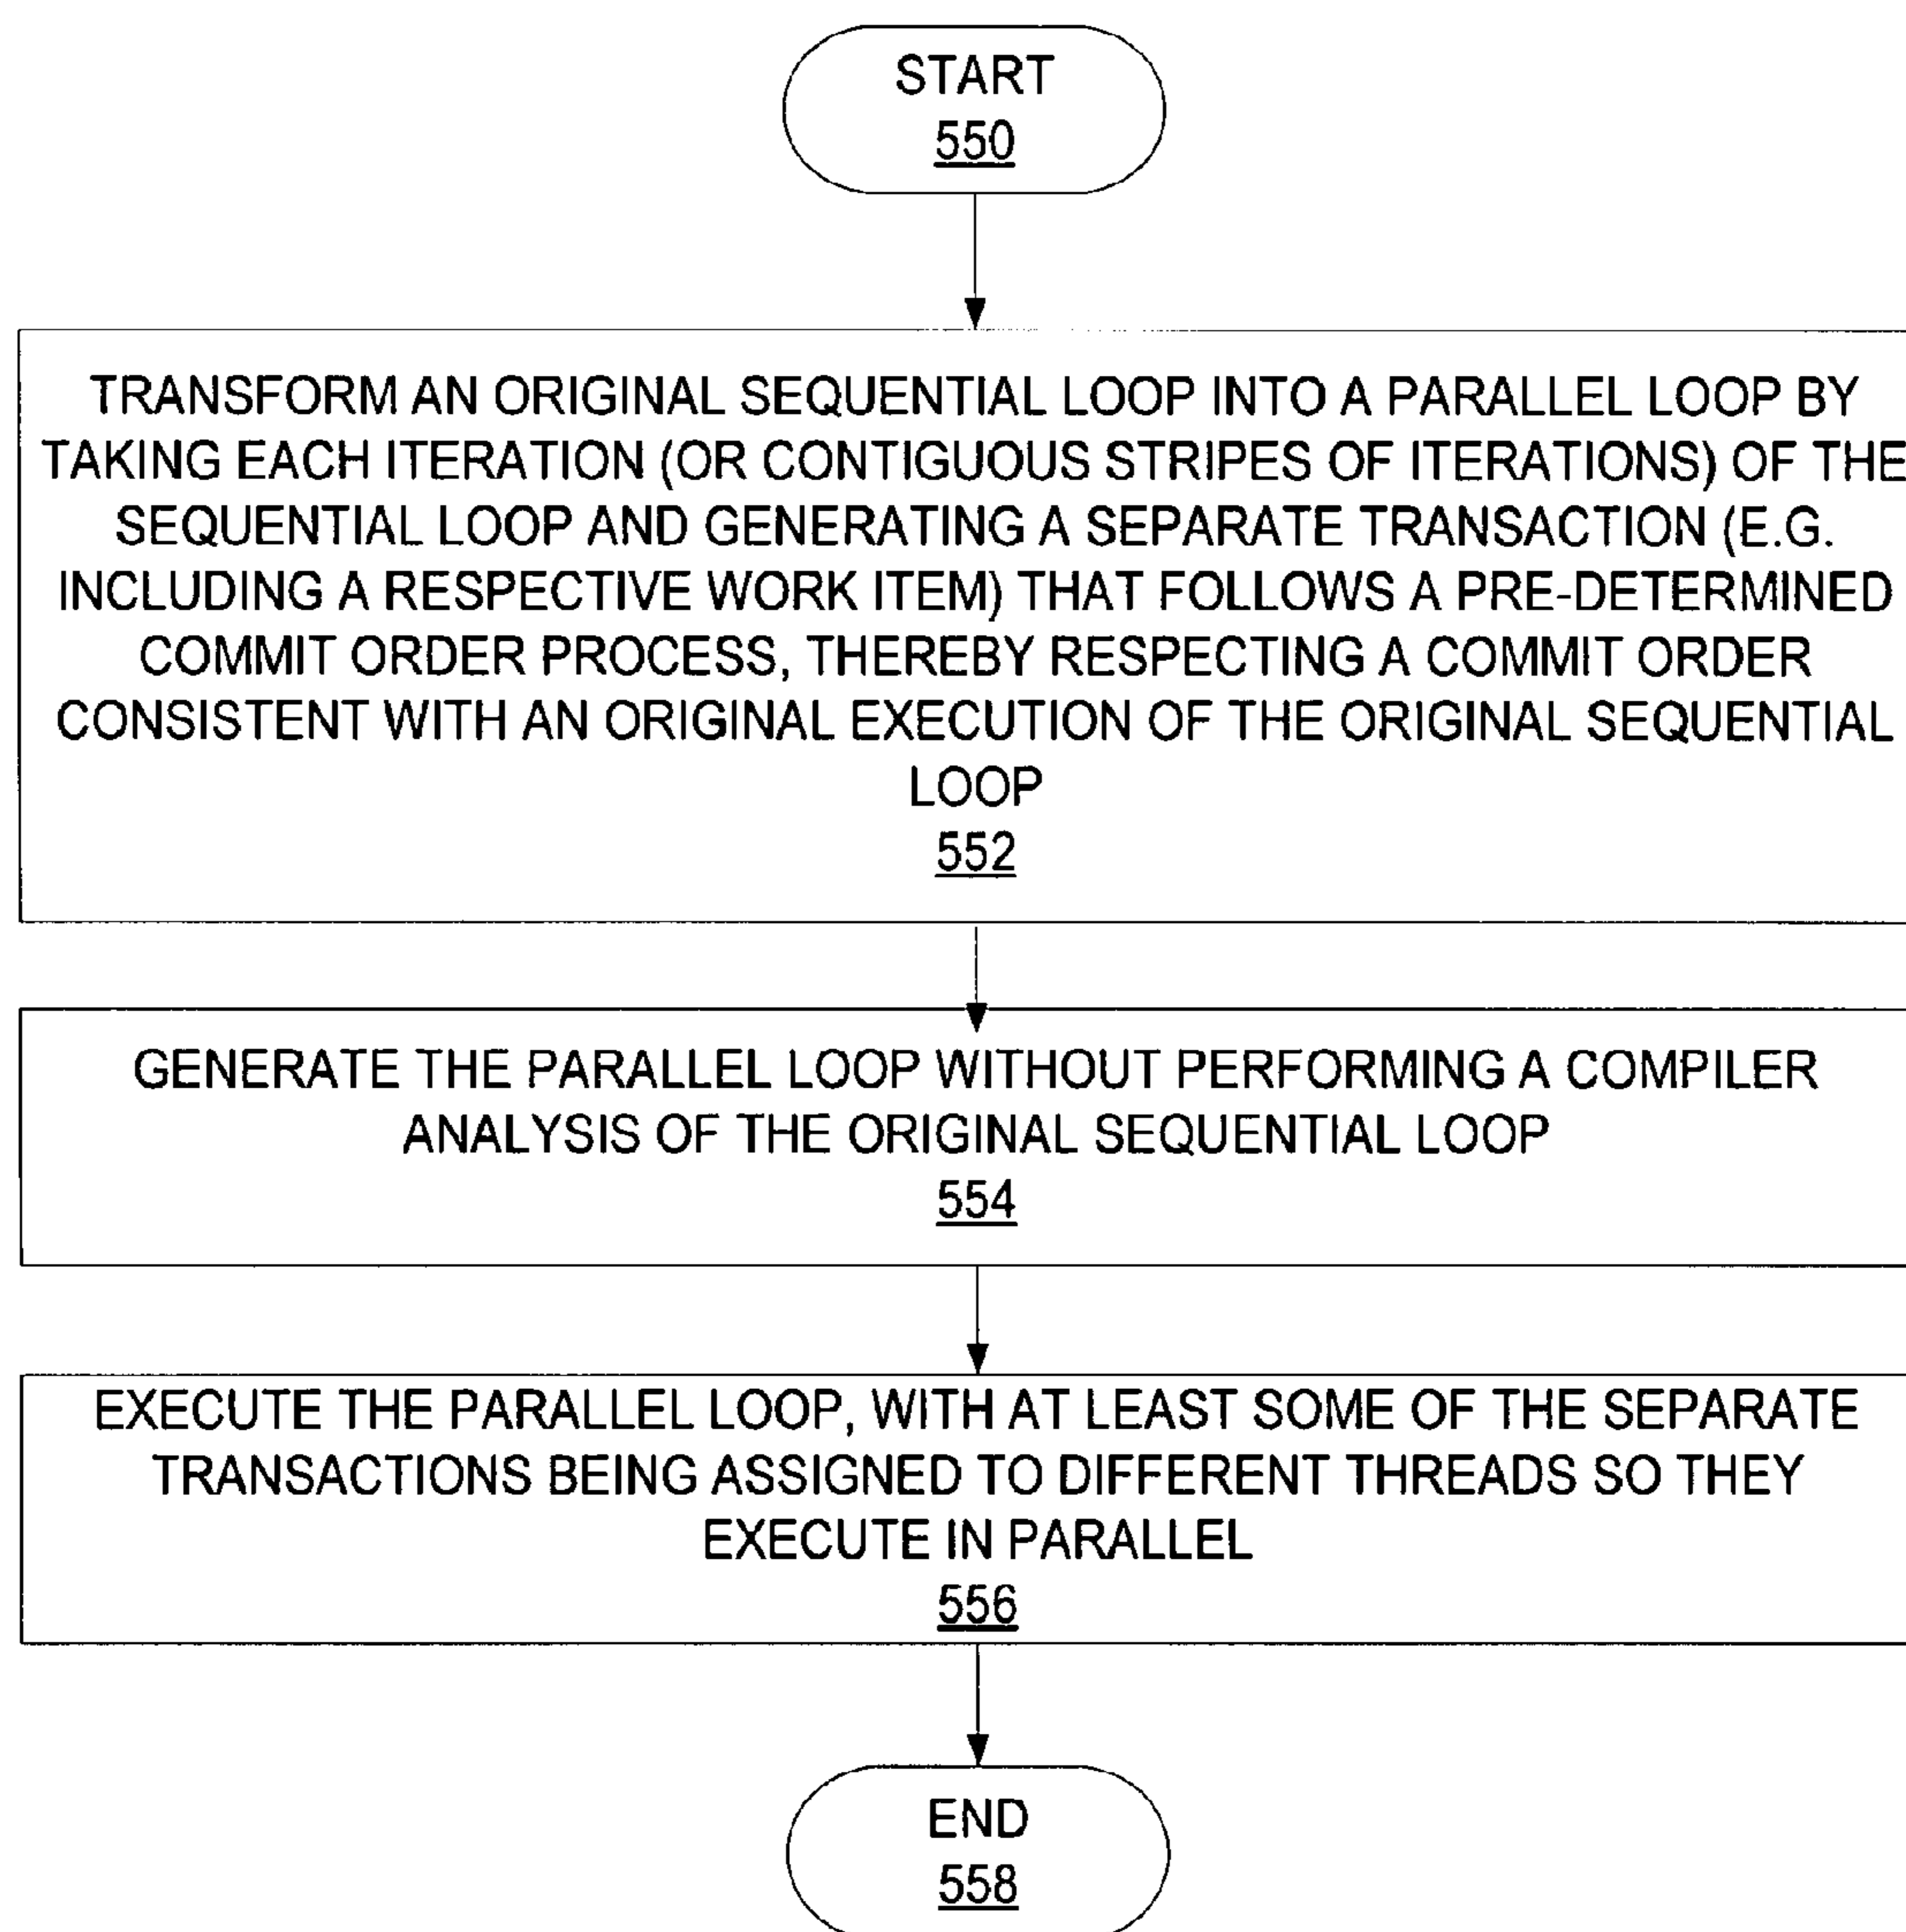 START
550
TRANSFORM AN ORIGINAL SEQUENTIAL LOOP INTO A PARALLEL LOOP BY
TAKING EACH ITERATION (OR CONTIGUOUS STRIPES OF ITERATIONS) OF THE
SEQUENTIAL LOOP AND GENERATING A SEPARATE TRANSACTION (E.G.
INCLUDING A RESPECTIVE WORK ITEM) THAT FOLLOWS A PRE-DETERMINED
COMMIT ORDER PROCESS, THEREBY RESPECTING A COMMIT ORDER
CONSISTENT WITH AN ORIGINAL EXECUTION OF THE ORIGINAL SEQUENTIAL
LOOP
552
GENERATE THE PARALLEL LOOP WITHOUT PERFORMING A COMPILER
ANALYSIS OF THE ORIGINAL SEQUENTIAL LOOP
554
EXECUTE THE PARALLEL LOOP, WITH AT LEAST SOME OF THE SEPARATE
TRANSACTIONS BEING ASSIGNED TO DIFFERENT THREADS SO THEY
EXECUTE IN PARALLEL
556
END
558